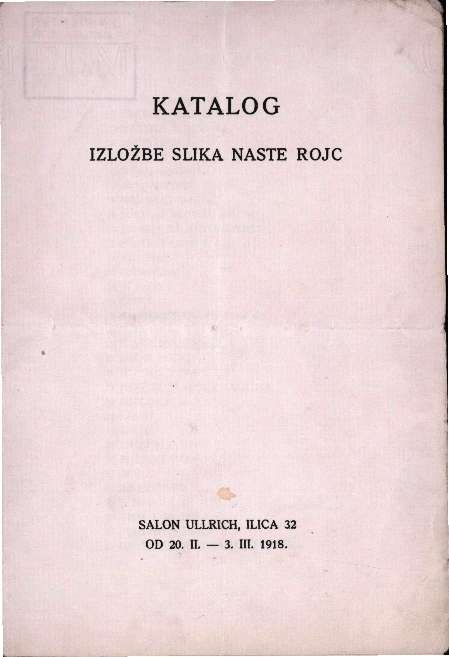 KATALOG
IZLOŽBE SLIKA NASTE ROJC
SALON ULLRICH, ILICA 32
OD 20. II. — 3. III. 1918.